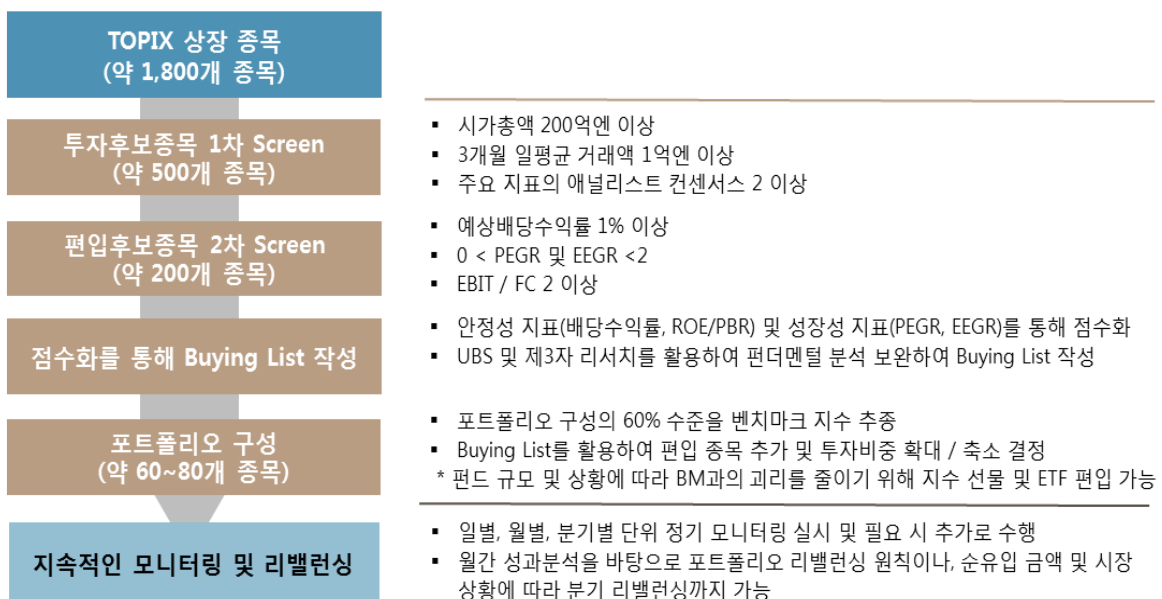 TOPIX 상장 종목
(약 1,800개 종목)
투자후보종목 1차 Screen
(약 500개 종목)
▪ 시가총액 200억엔 이상
▪ 3개월 일평균 거래액 1억엔 이상
▪ 주요 지표의 애널리스트 컨센서스 2 이상
편입후보종목 2차 Screen
(약 200개 종목)
▪ 예상배당수익률 1% 이상
▪ 0 < PEGR 및 EEGR <2
▪ EBIT / FC 2 이상
점수화를 통해 Buying List 작성
▪ 안정성 지표(배당수익률, ROE/PBR) 및 성장성 지표(PEGR, EEGR)를 통해 점수화
▪ UBS 및 제3자 리서치를 활용하여 펀더멘털 분석 보완하여 Buying List 작성
포트폴리오 구성
(약 60~80개 종목)
▪ 포트폴리오 구성의 60% 수준을 벤치마크 지수 추종
▪ Buying List를 활용하여 편입 종목 추가 및 투자비중 확대 / 축소 결정
* 펀드 규모 및 상황에 따라 BM과의 괴리를 줄이기 위해 지수 선물 및 ETF 편입 가능
지속적인 모니터링 및 리밸런싱
▪ 일별, 월별, 분기별 단위 정기 모니터링 실시 및 필요 시 추가로 수행
▪ 월간 성과분석을 바탕으로 포트폴리오 리밸런싱 원칙이나, 순유입 금액 및 시장
상황에 따라 분기 리밸런싱까지 가능